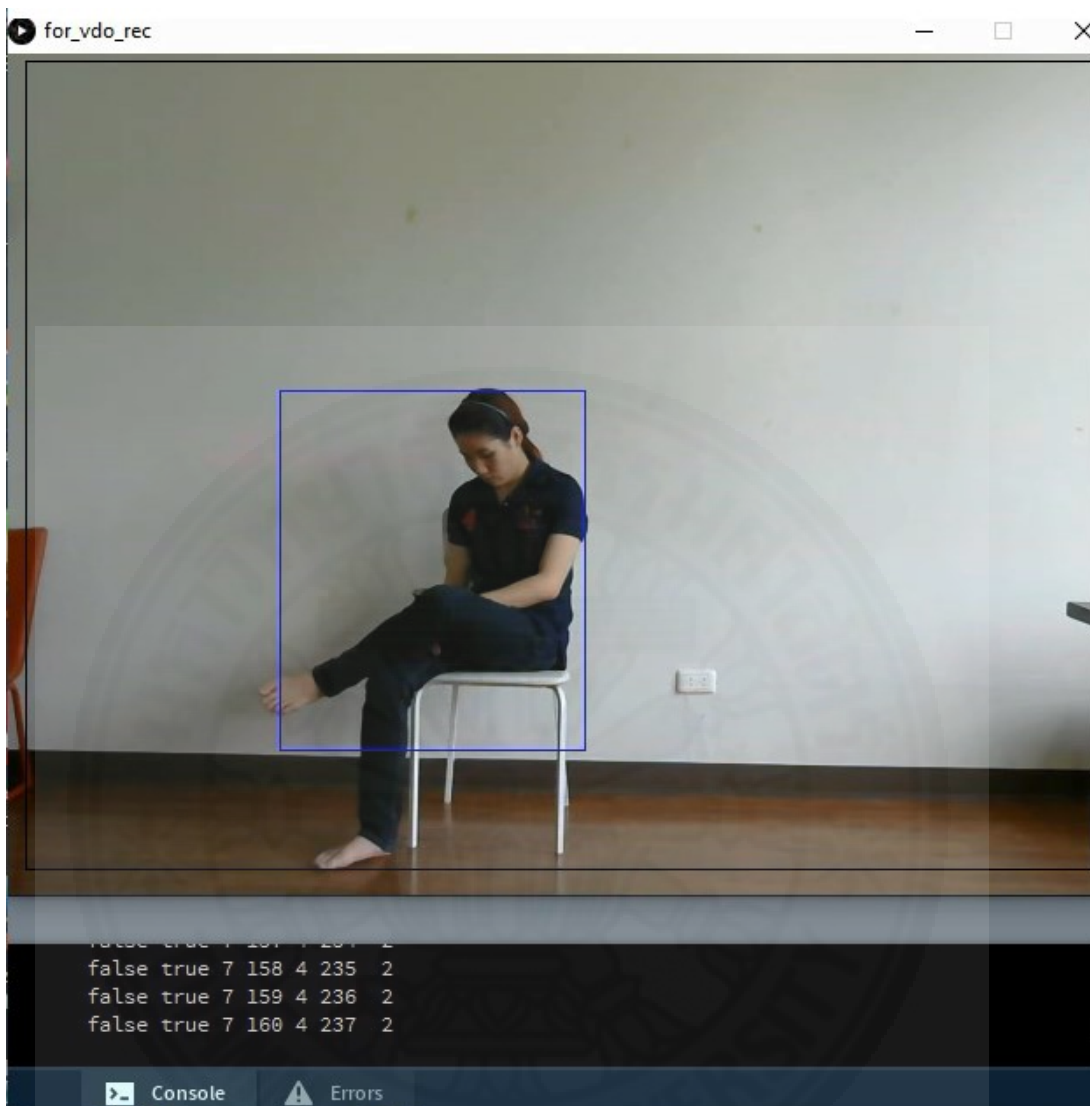 for_vdo_rec
false true 7 158 4 235 2
false true 7 159 4 236 2
false true 7 160 4 237 2
Console
Errors